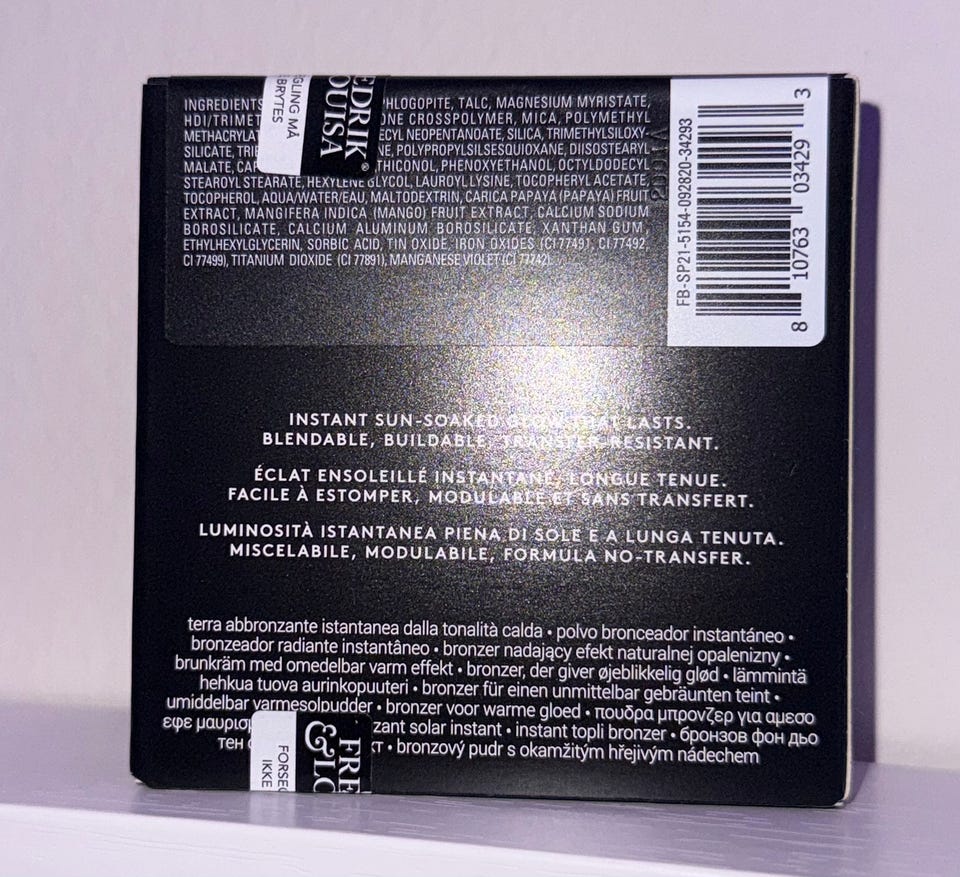 INGREDIENTS PHLOGOPITE, TALC, MAGNESIUM MYRISTATE,
HDI/TRIMET ONE CROSSPOLYMER, MICA, POLYMETHYL
METHACRYLAT ECYL NEOPENTANOATE, SILICA, TRIMETHYLSILOXY-
SILICATE, TRIE NE, POLYPROPYLSILSESQUIOXANE, DIISOSTEARYL
MALATE, CAP THICONOL, PHENOXYETHANOL, OCTYLDODECYL
STEAROYL STEARATE, HEXYLENE GLYCOL, LAUROYL LYSINE, TOCOPHERYL ACETATE,
TOCOPHEROL, AQUA/WATER/EAU, MALTODEXTRIN, CARICA PAPAYA (PAPAYA) FRUIT
EXTRACT, MANGIFERA INDICA (MANGO) FRUIT EXTRACT, CALCIUM SODIUM
BOROSILICATE, CALCIUM ALUMINUM BOROSILICATE, XANTHAN GUM,
ETHYLHEXYLGLYCERIN, SORBIC ACID, TIN OXIDE, IRON OXIDES (CI 77491, CI 77492,
CI 77499), TITANIUM DIOXIDE (CI 77891), MANGANESE VIOLET (CI 77742).
GLING MÅ
BRYTES
EDRIK
OUISA®
FB-SP21-5154-092820-34293
8 10763 03429 3
INSTANT SUN-SOAKED GLOW THAT LASTS.
BLENDABLE, BUILDABLE, TRANSFER-RESISTANT.
ÉCLAT ENSOLEILLÉ INSTANTANÉ, LONGUE TENUE.
FACILE À ESTOMPER, MODULABLE ET SANS TRANSFERT.
LUMINOSITÀ ISTANTANEA PIENA DI SOLE E A LUNGA TENUTA.
MISCELABILE, MODULABILE, FORMULA NO-TRANSFER.
terra abbronzante istantanea dalla tonalità calda • polvo bronceador instantáneo •
bronzeador radiante instantâneo • bronzer nadający efekt naturalnej opalenizny •
brunkräm med omedelbar varm effekt • bronzer, der giver øjeblikkelig glød • lämmintä
hehkua tuova aurinkopuuteri • bronzer für einen unmittelbar gebräunten teint •
umiddelbar varmesolpudder • bronzer voor warme gloed • πουδρα μπρονζερ για αμεσο
εφε μαυρισμ zant solar instant • instant topli bronzer • бронзов фон дьо
тен с кт • bronzový pudr s okamžitým hřejivým nádechem
FORSEG
IKKE
FRE
&LO